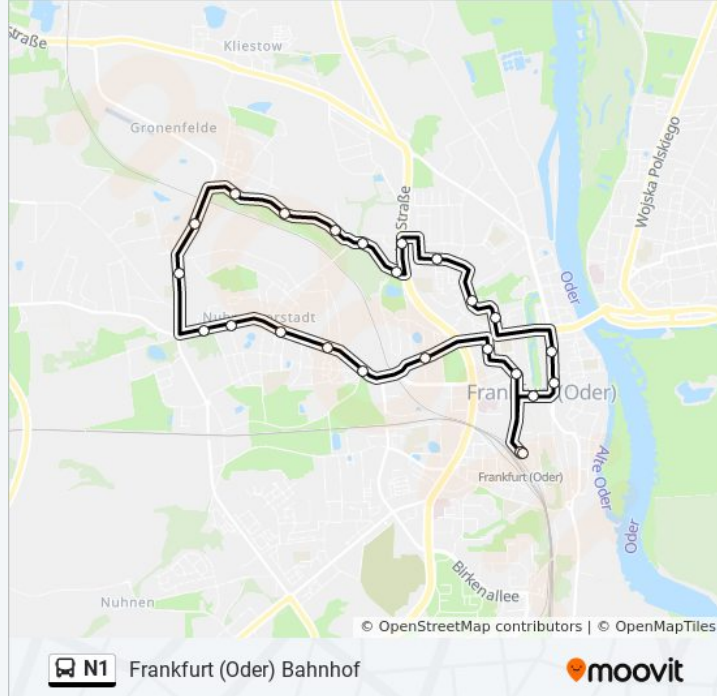 Straße
Kliestow
Gronenfelde
Straße
Wojska Polskiego
Oder
Frankfurt (Oder)
Frankfurt (Oder)
Alte Oder
Oder
Birkenallee
Nuhnen
© OpenStreetMap contributors | © OpenMapTiles
N1 Frankfurt (Oder) Bahnhof
moovit